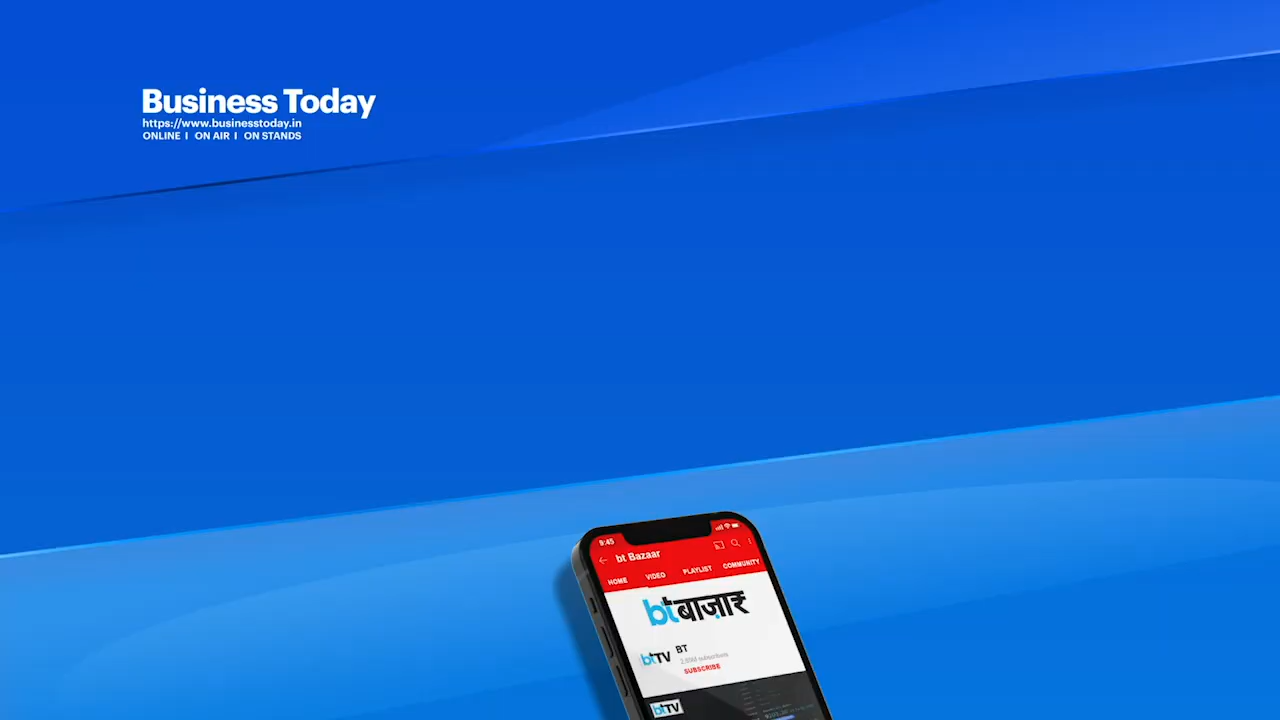 Business Today
https://www.businesstoday.in
ONLINE I ON AIR I ON STANDS
9:45
bt Bazaar
HOME VIDEO PLAYLIST COMMUNITY
btबाज़ार
btTV BT
subscribers
SUBSCRIBE
btTV